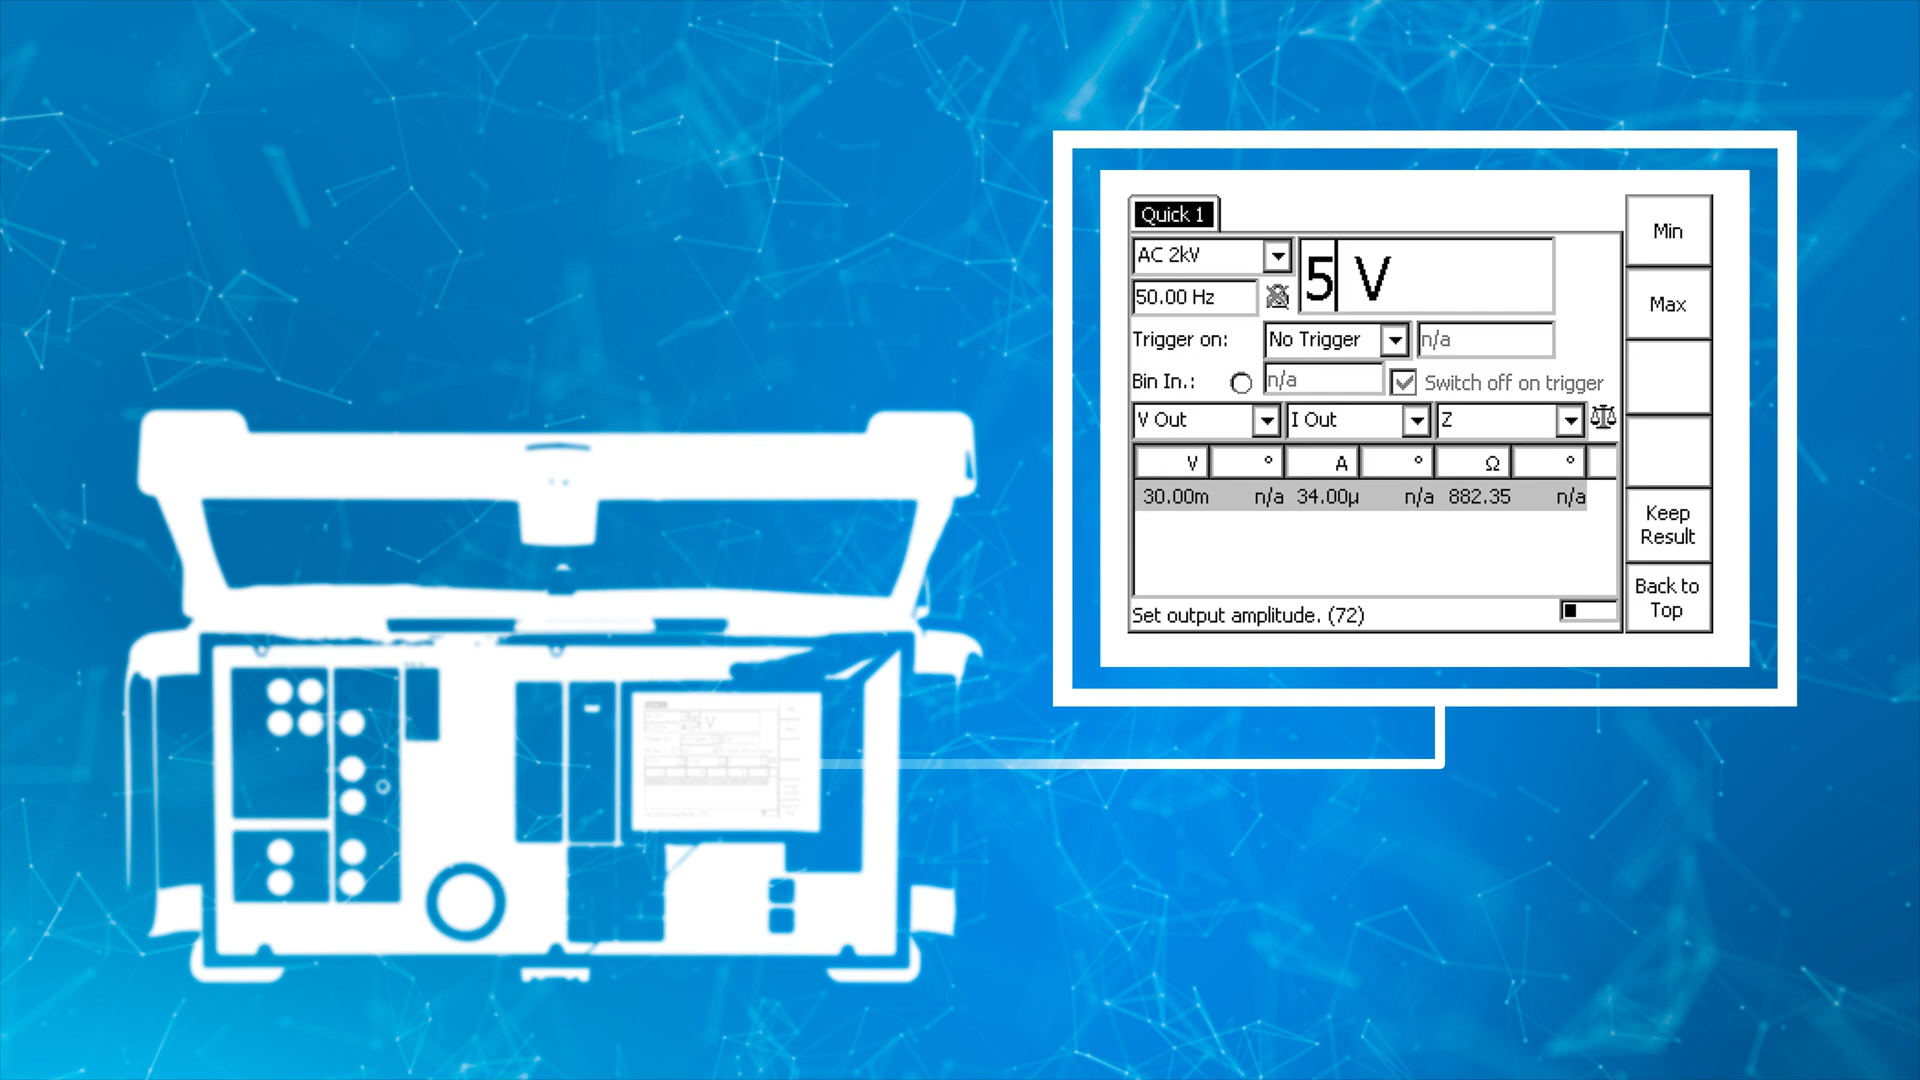 Quick 1
AC 2kV
5 V
50.00 Hz
Trigger on: No Trigger n/a
Bin In.: n/a Switch off on trigger
V Out I Out Z
V ° A ° Ω °
30.00m n/a 34.00µ n/a 882.35 n/a
Set output amplitude. (72)
Min
Max
Keep
Result
Back to
Top